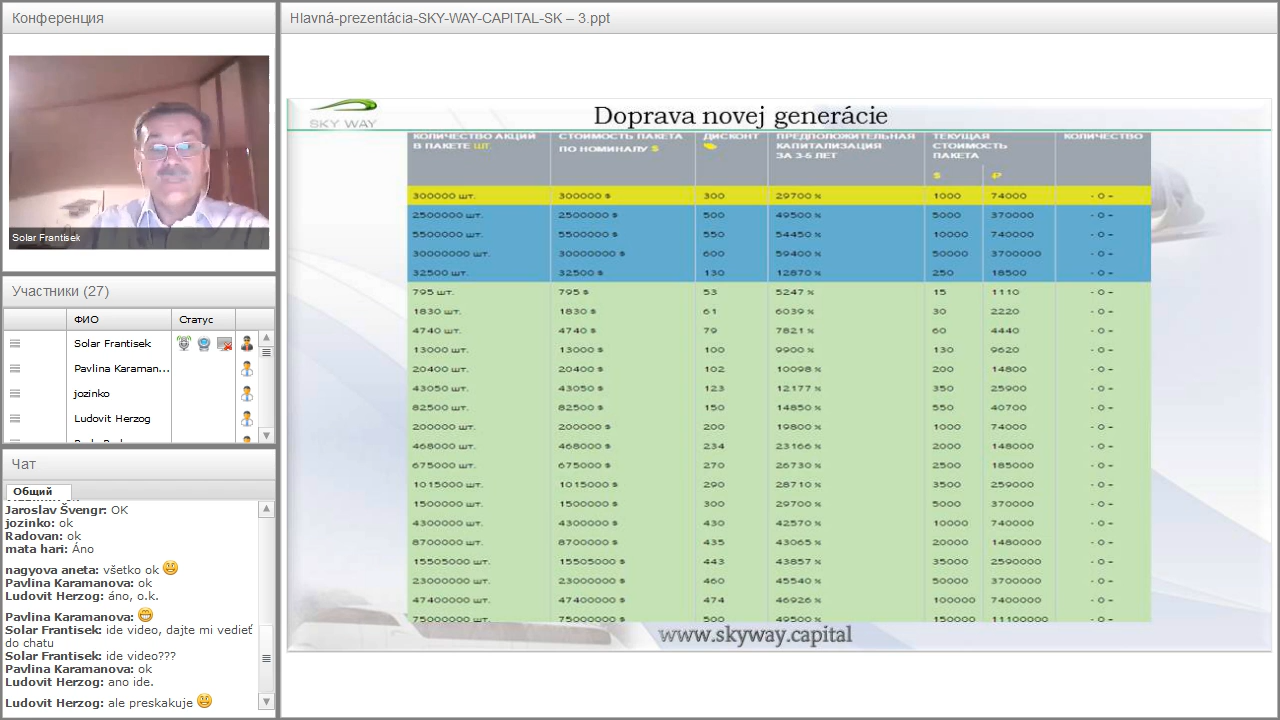 Конференция
Solar Frantisek
Участники (27)
ФИО Статус
Solar Frantisek
Pavlina Karaman...
jozinko
Ludovit Herzog
Чат
Общий
Jaroslav Švengr: OK
jozinko: ok
Radovan: ok
mata hari: Áno
nagyova aneta: všetko ok
Pavlina Karamanova: ok
Ludovit Herzog: áno, o.k.
Pavlina Karamanova:
Solar Frantisek: ide video, dajte mi vedieť
do chatu
Solar Frantisek: ide video???
Pavlina Karamanova: ok
Ludovit Herzog: ano ide.
Ludovit Herzog: ale preskakuje
Hlavná-prezentácia-SKY-WAY-CAPITAL-SK – 3.ppt
SKY WAY
Doprava novej generácie
КОЛИЧЕСТВО АКЦИЙ СТОИМОСТЬ ПАКЕТА ДИСКОНТ ПРЕДПОЛОЖИТЕЛЬНАЯ ТЕКУЩАЯ КОЛИЧЕСТВО
В ПАКЕТЕ ШТ. ПО НОМИНАЛУ $ КАПИТАЛИЗАЦИЯ СТОИМОСТЬ
ЗА 3-5 ЛЕТ ПАКЕТА
$ ₽
300000 шт. 300000 $ 300 29700 % 1000 74000 - 0 -
2500000 шт. 2500000 $ 500 49500 % 5000 370000 - 0 -
5500000 шт. 5500000 $ 550 54450 % 10000 740000 - 0 -
30000000 шт. 30000000 $ 600 59400 % 50000 3700000 - 0 -
32500 шт. 32500 $ 130 12870 % 250 18500 - 0 -
795 шт. 795 $ 53 5247 % 15 1110 - 0 -
1830 шт. 1830 $ 61 6039 % 30 2220 - 0 -
4740 шт. 4740 $ 79 7821 % 60 4440 - 0 -
13000 шт. 13000 $ 100 9900 % 130 9620 - 0 -
20400 шт. 20400 $ 102 10098 % 200 14800 - 0 -
43050 шт. 43050 $ 123 12177 % 350 25900 - 0 -
82500 шт. 82500 $ 150 14850 % 550 40700 - 0 -
200000 шт. 200000 $ 200 19800 % 1000 74000 - 0 -
468000 шт. 468000 $ 234 23166 % 2000 148000 - 0 -
675000 шт. 675000 $ 270 26730 % 2500 185000 - 0 -
1015000 шт. 1015000 $ 290 28710 % 3500 259000 - 0 -
1500000 шт. 1500000 $ 300 29700 % 5000 370000 - 0 -
4300000 шт. 4300000 $ 430 42570 % 10000 740000 - 0 -
8700000 шт. 8700000 $ 435 43065 % 20000 1480000 - 0 -
15505000 шт. 15505000 $ 443 43857 % 35000 2590000 - 0 -
23000000 шт. 23000000 $ 460 45540 % 50000 3700000 - 0 -
47400000 шт. 47400000 $ 474 46926 % 100000 7400000 - 0 -
75000000 шт. 75000000 $ 500 49500 % 150000 11100000 - 0 -
www.skyway.capital